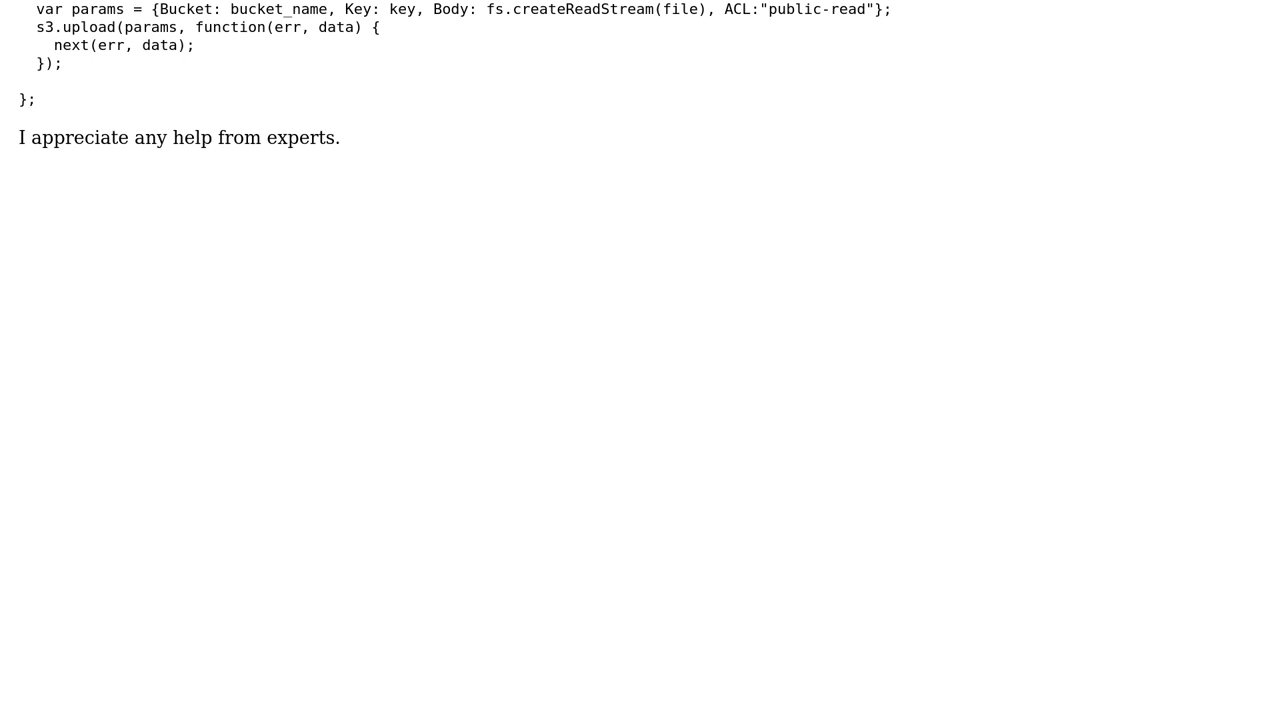 var params = {Bucket: bucket_name, Key: key, Body: fs.createReadStream(file), ACL:"public-read"};
s3.upload(params, function(err, data) {
next(err, data);
});
};
I appreciate any help from experts.